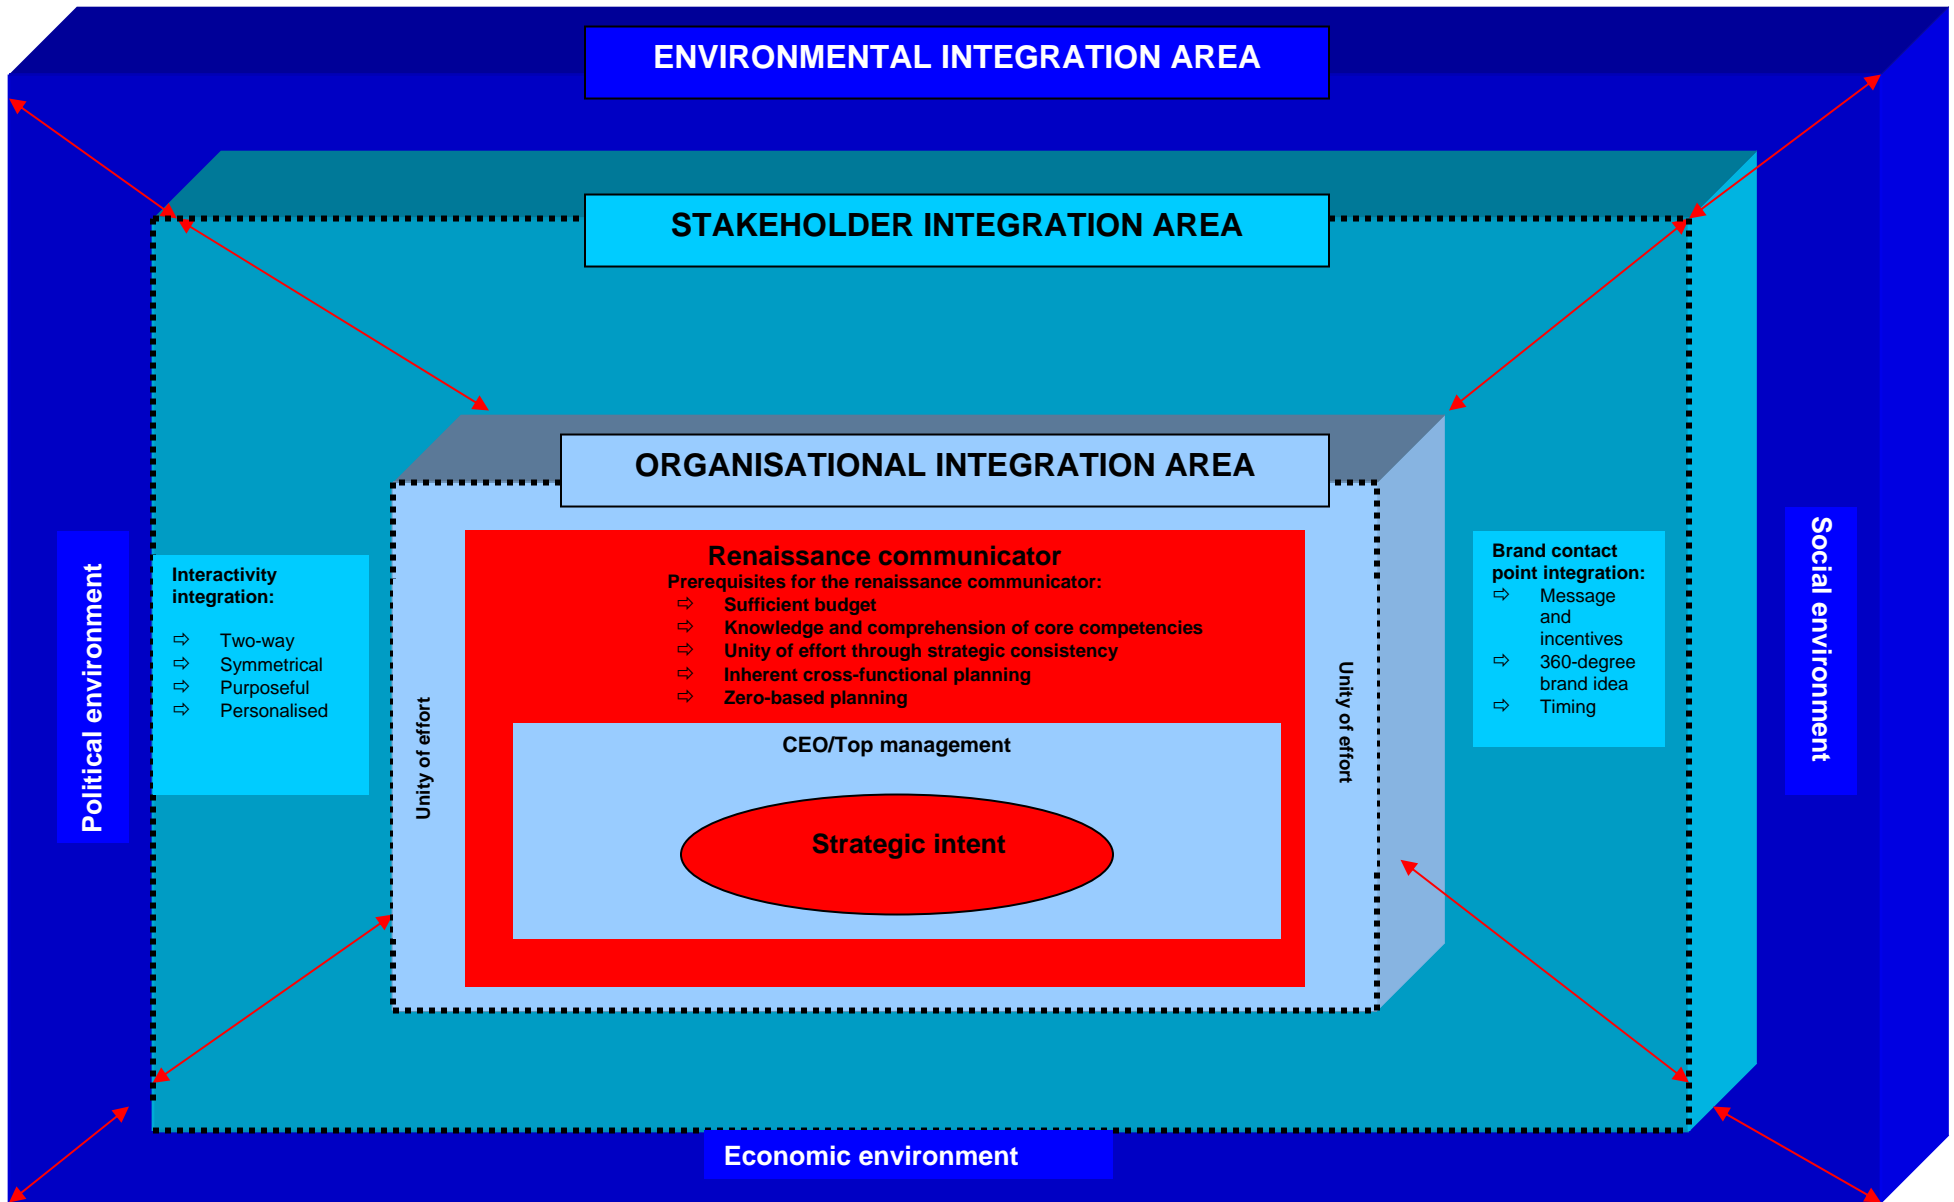 ENVIRONMENTAL INTEGRATION AREA
STAKEHOLDER INTEGRATION AREA
ORGANISATIONAL INTEGRATION AREA
Political environment
Interactivity
integration:
⇨ Two-way
⇨ Symmetrical
⇨ Purposeful
⇨ Personalised
Unity of effort
Renaissance communicator
Prerequisites for the renaissance communicator:
⇨ Sufficient budget
⇨ Knowledge and comprehension of core competencies
⇨ Unity of effort through strategic consistency
⇨ Inherent cross-functional planning
⇨ Zero-based planning
CEO/Top management
Strategic intent
Unity of effort
Brand contact
point integration:
⇨ Message
and
incentives
⇨ 360-degree
brand idea
⇨ Timing
Social environment
Economic environment